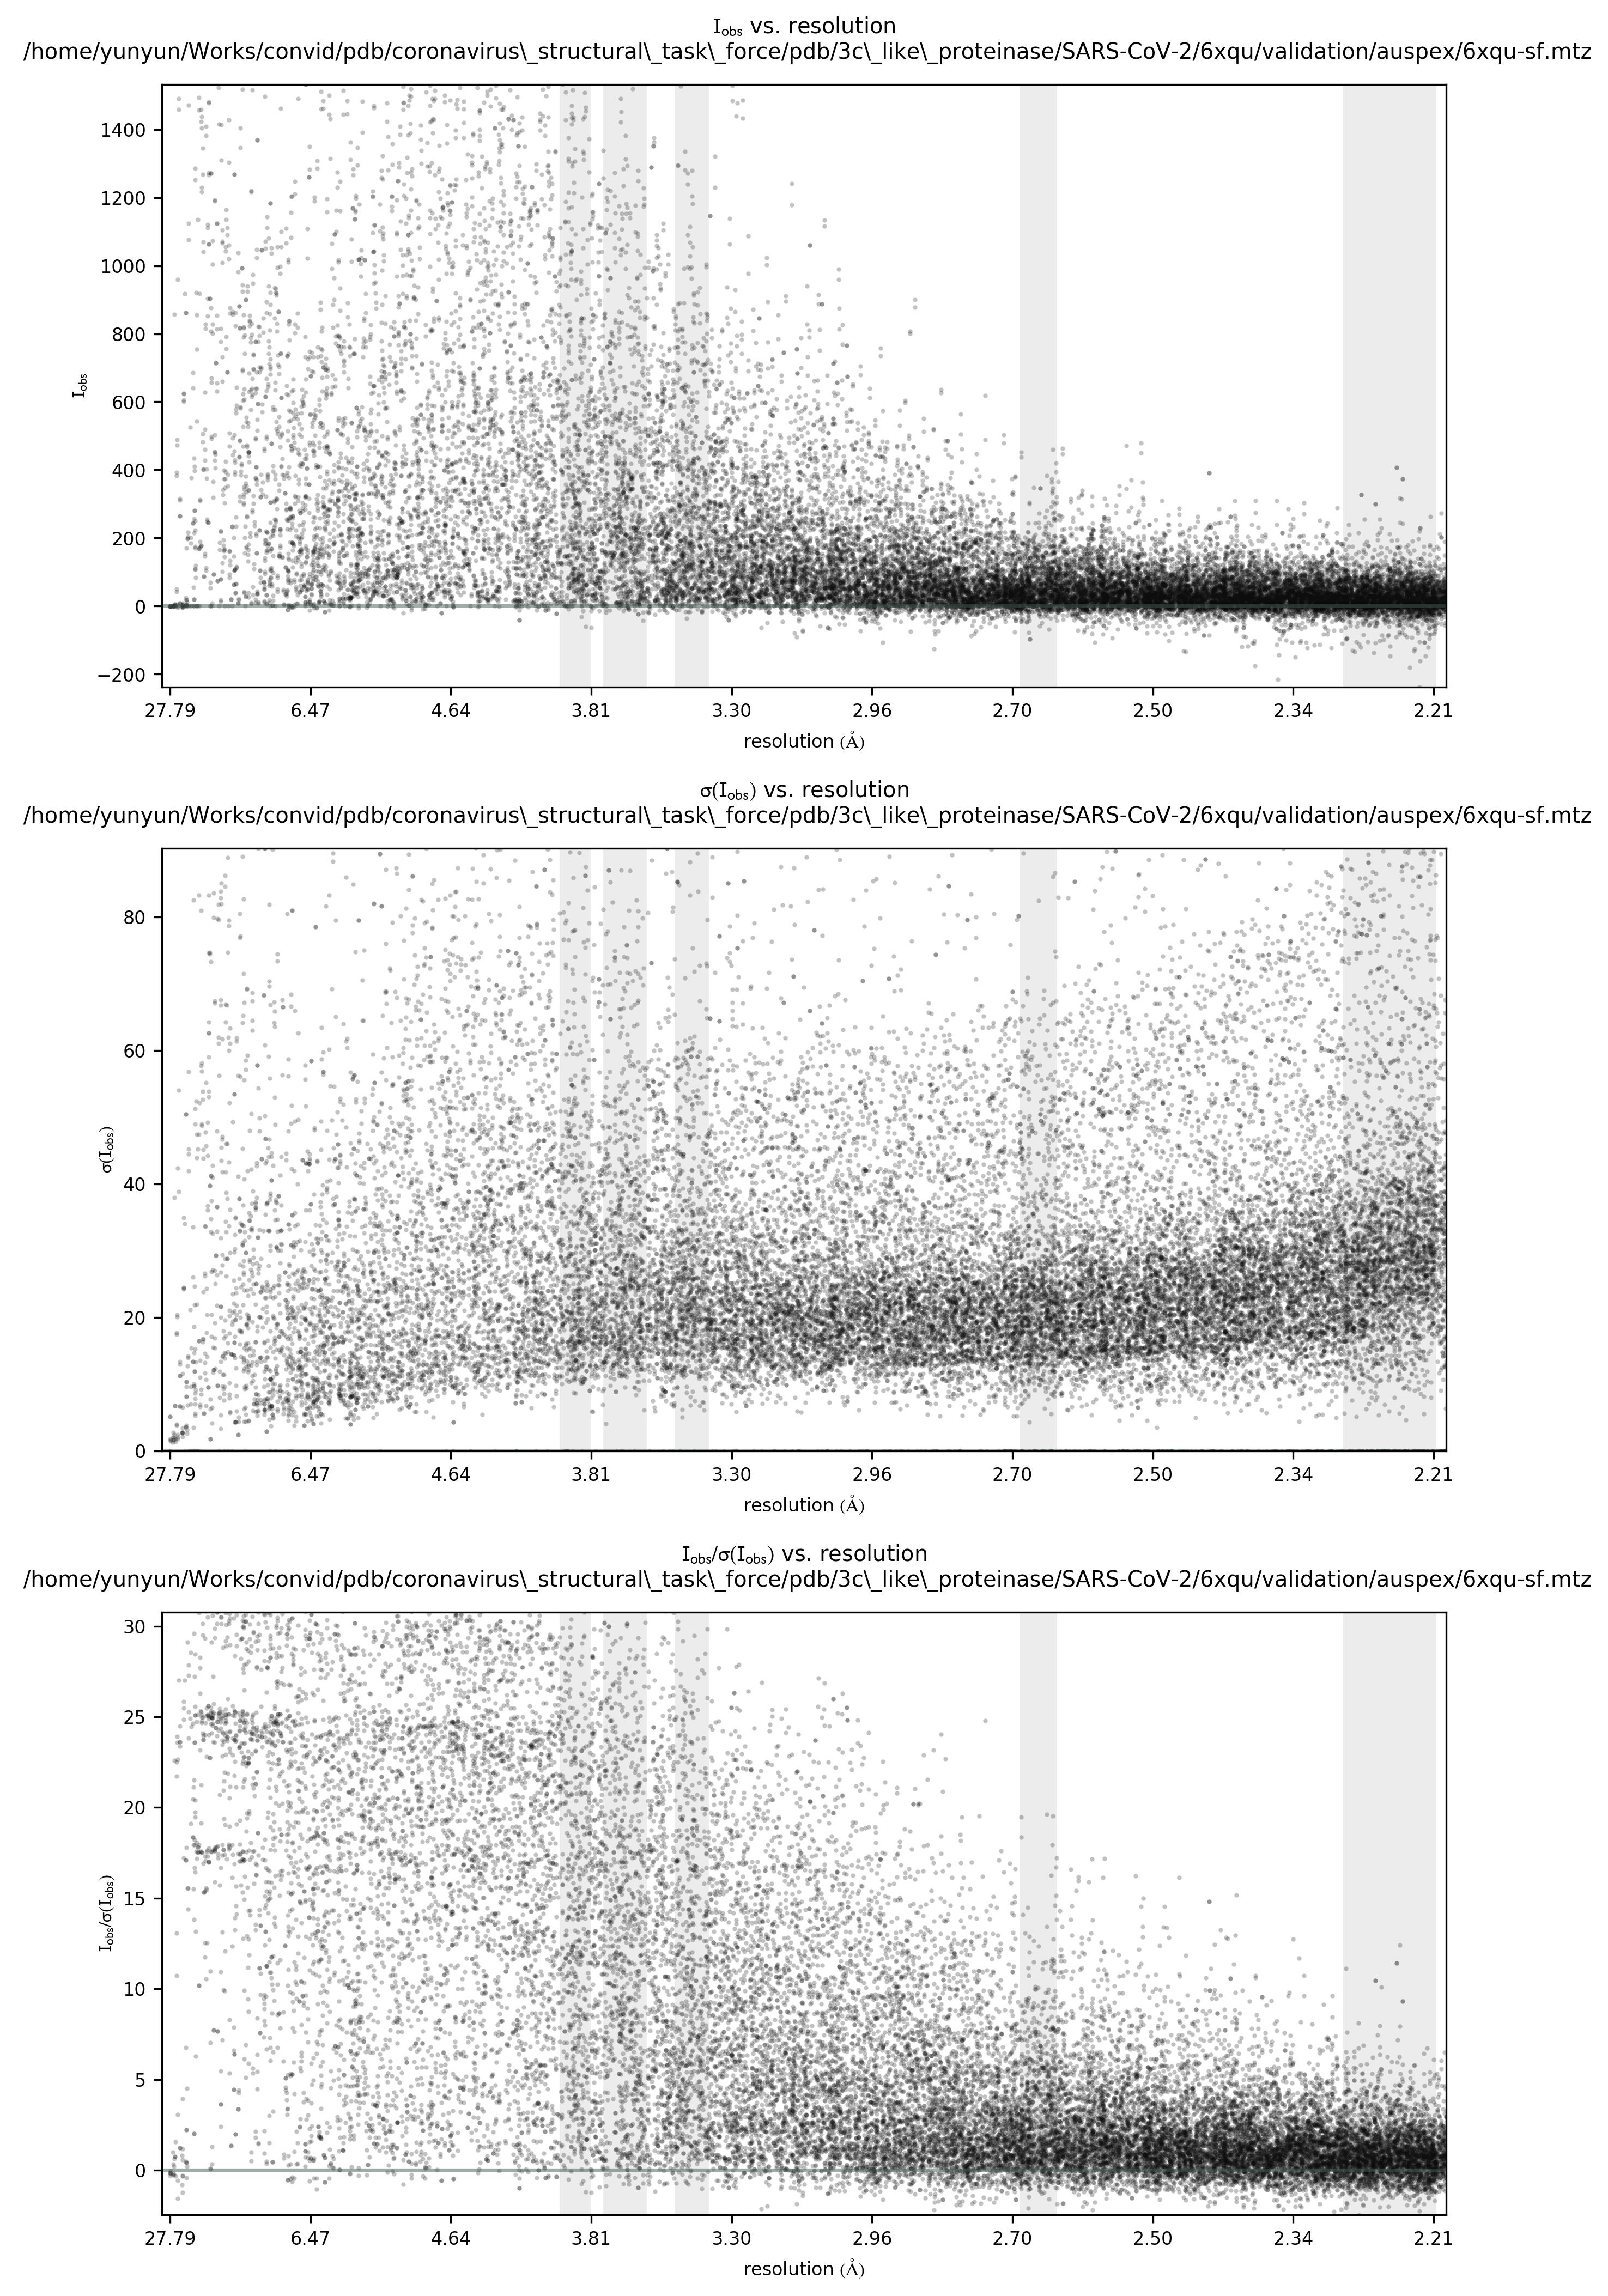 I_obs vs. resolution
/home/yunyun/Works/convid/pdb/coronavirus\_structural\_task\_force/pdb/3c\_like\_proteinase/SARS-CoV-2/6xqu/validation/auspex/6xqu-sf.mtz
1400
1200
1000
800
600
400
200
0
−200
I_obs
27.79 6.47 4.64 3.81 3.30 2.96 2.70 2.50 2.34 2.21
resolution (Å)
σ(I_obs) vs. resolution
/home/yunyun/Works/convid/pdb/coronavirus\_structural\_task\_force/pdb/3c\_like\_proteinase/SARS-CoV-2/6xqu/validation/auspex/6xqu-sf.mtz
80
60
40
20
0
σ(I_obs)
27.79 6.47 4.64 3.81 3.30 2.96 2.70 2.50 2.34 2.21
resolution (Å)
I_obs/σ(I_obs) vs. resolution
/home/yunyun/Works/convid/pdb/coronavirus\_structural\_task\_force/pdb/3c\_like\_proteinase/SARS-CoV-2/6xqu/validation/auspex/6xqu-sf.mtz
30
25
20
15
10
5
0
I_obs/σ(I_obs)
27.79 6.47 4.64 3.81 3.30 2.96 2.70 2.50 2.34 2.21
resolution (Å)